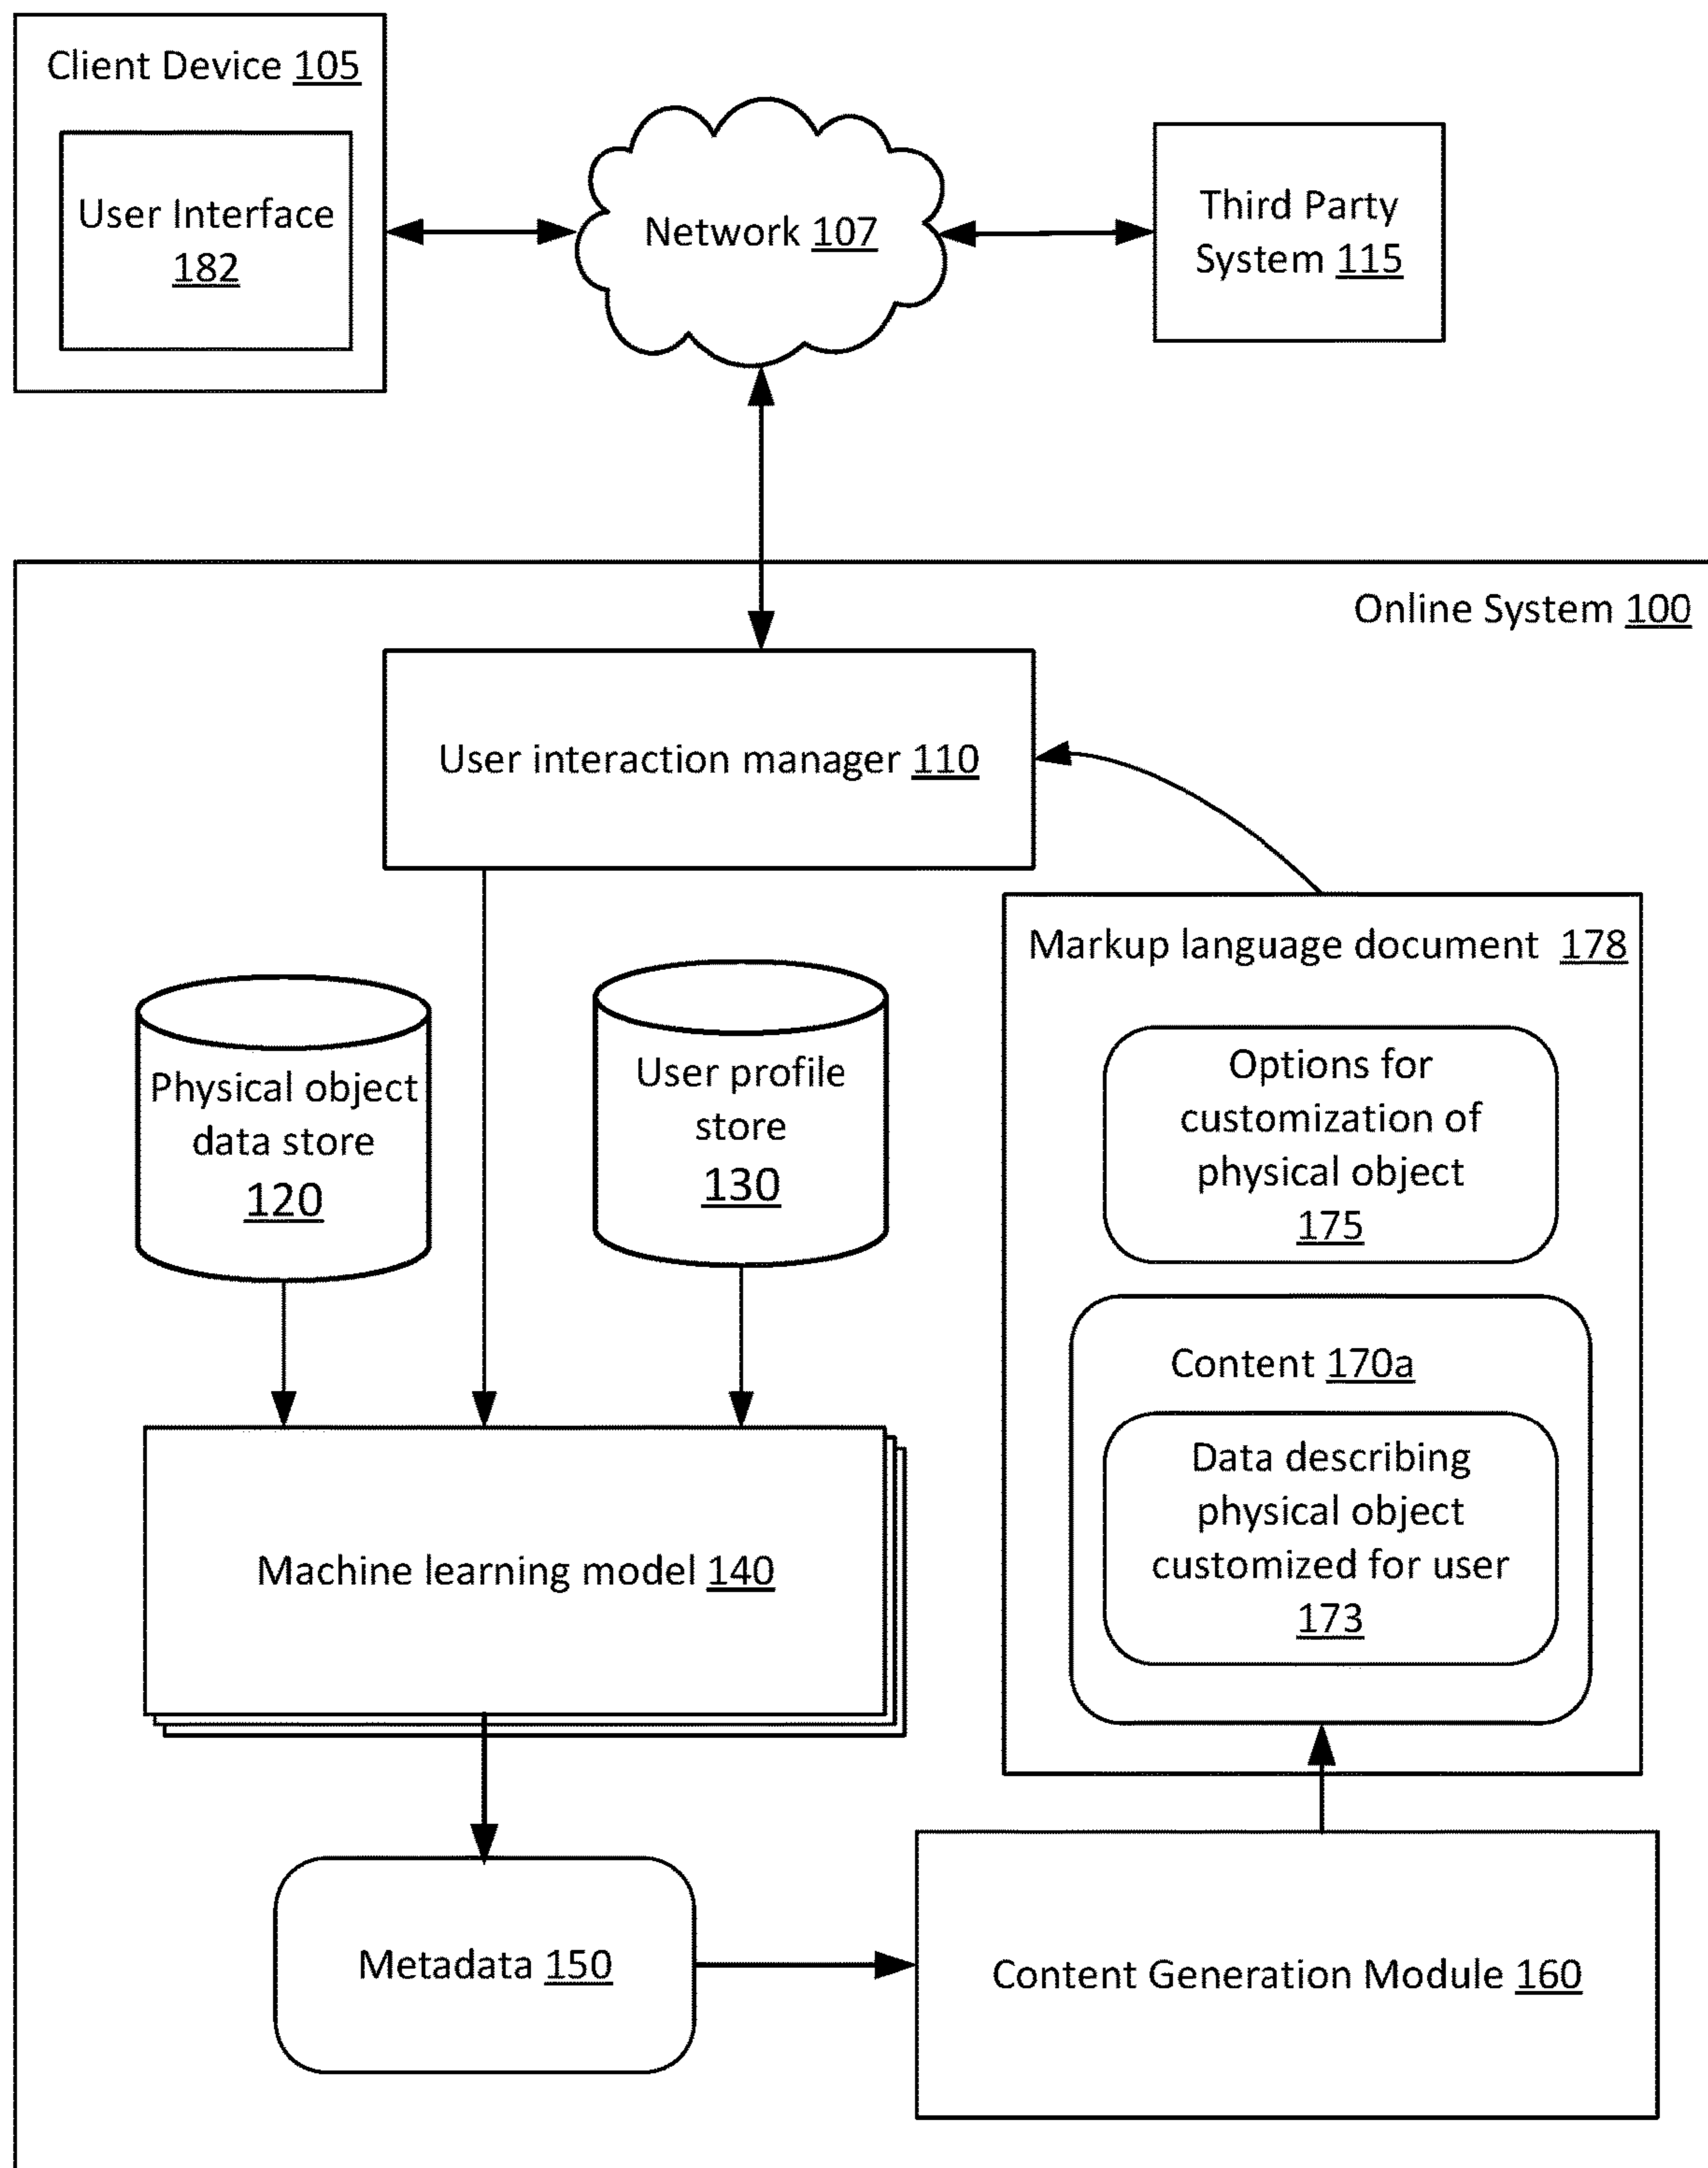 Client Device 105
User Interface
182
Network 107
Third Party
System 115
Online System 100
User interaction manager 110
Physical object
data store
120
User profile
store
130
Markup language document 178
Options for
customization of
physical object
175
Content 170a
Data describing
physical object
customized for user
173
Machine learning model 140
Metadata 150
Content Generation Module 160